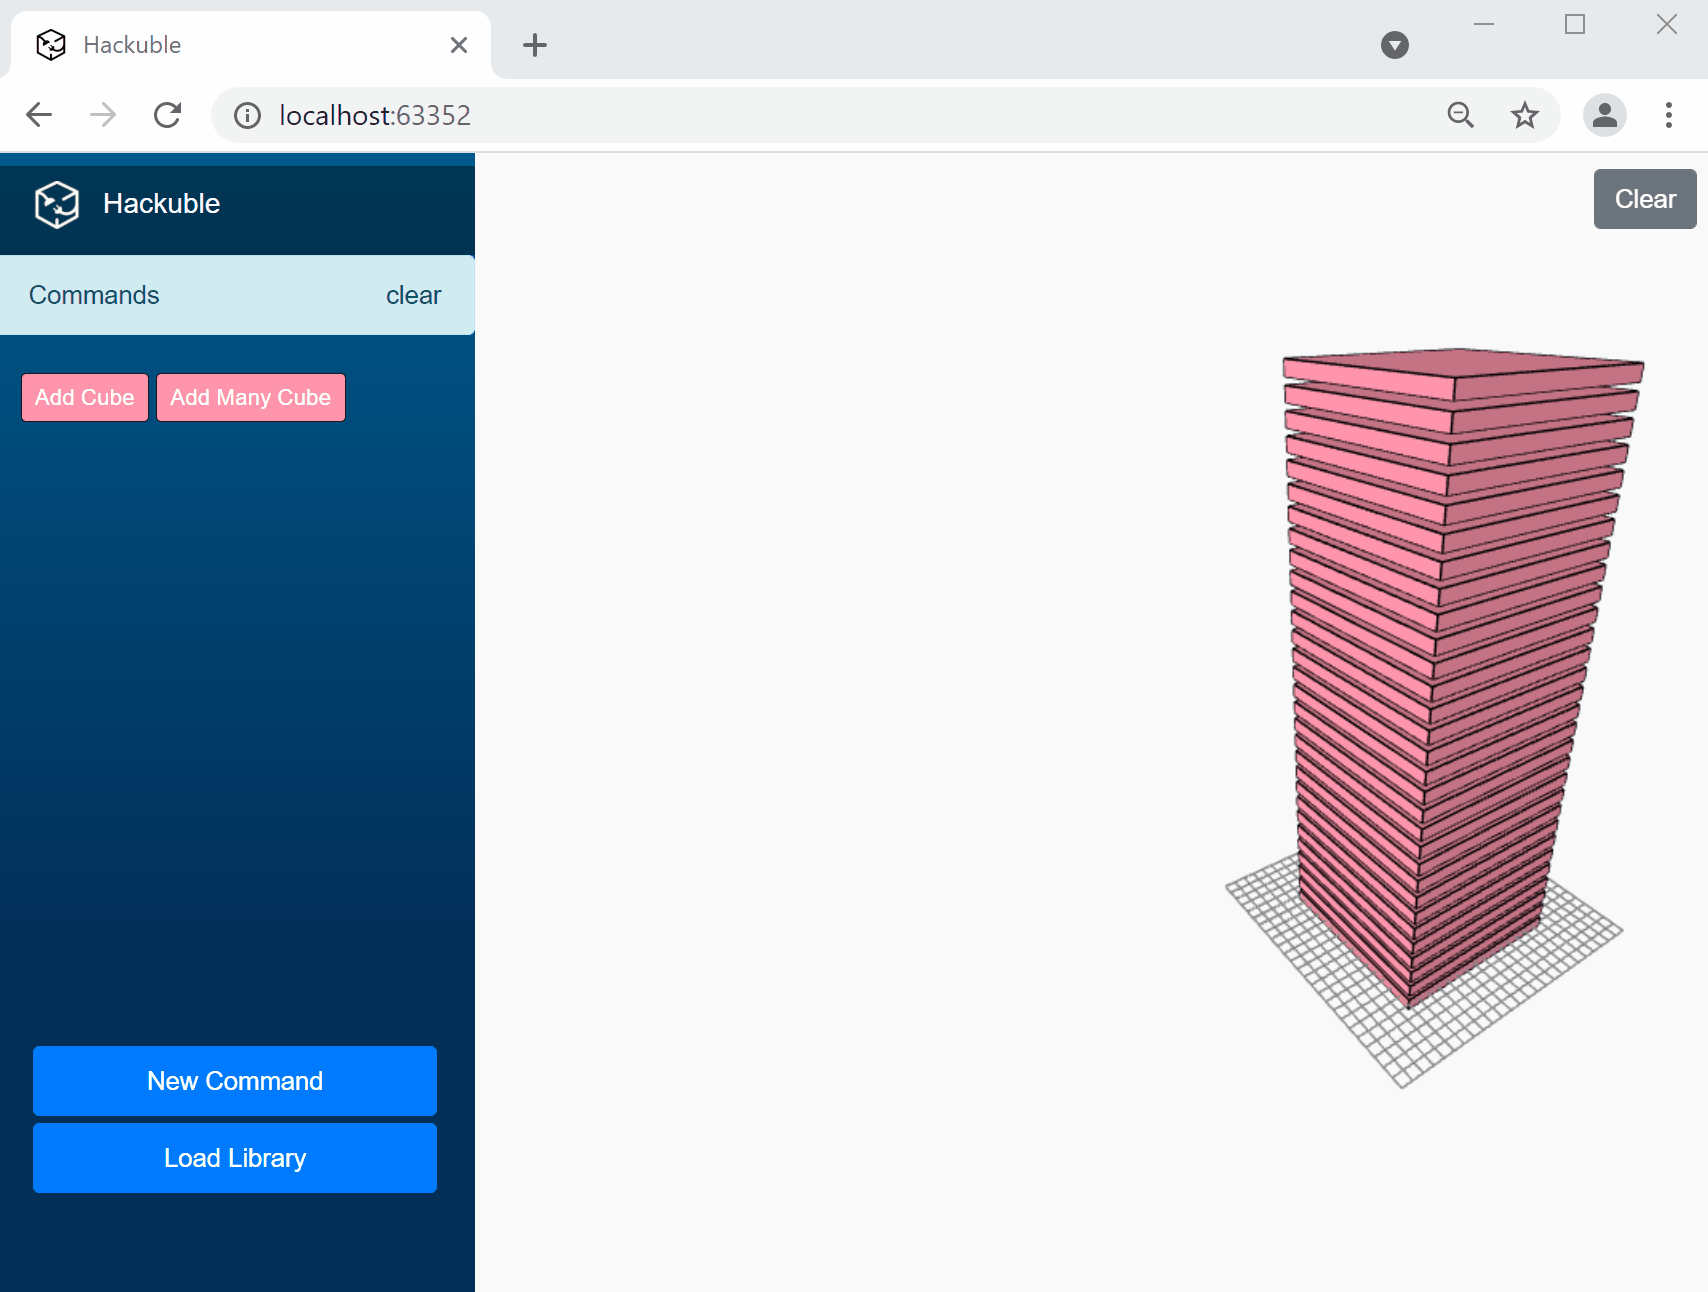 Hackuble
localhost:63352
Hackuble
Clear
Commands clear
Add Cube Add Many Cube
New Command
Load Library